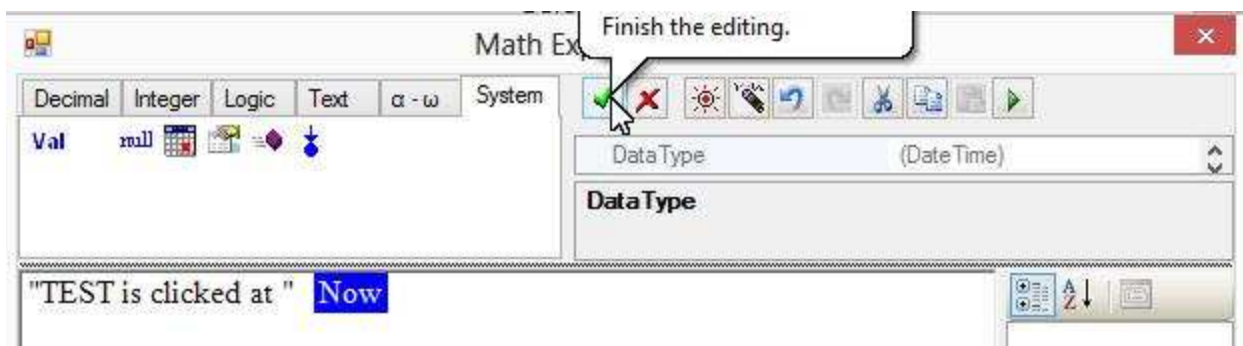 Finish the editing.
Math Ex
Decimal Integer Logic Text α - ω System
Val null
DataType (DateTime)
DataType
"TEST is clicked at " Now
A
Z